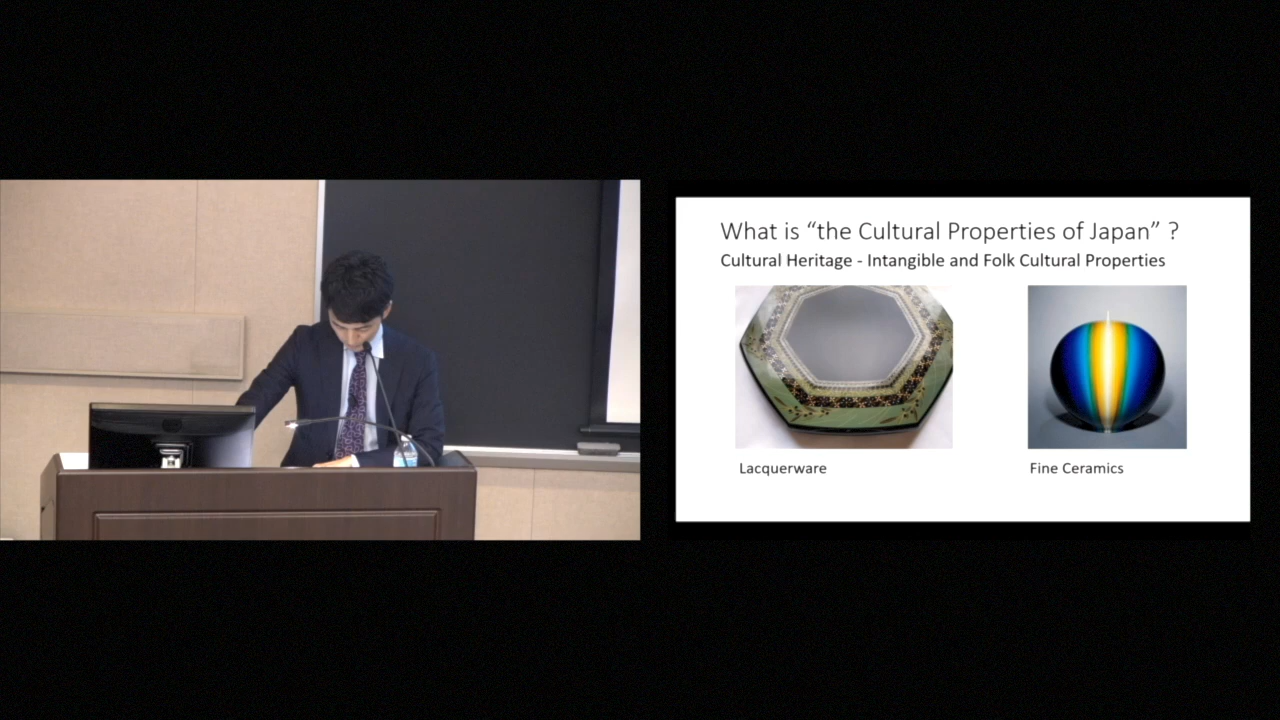 What is “the Cultural Properties of Japan” ?
Cultural Heritage - Intangible and Folk Cultural Properties
Lacquerware
Fine Ceramics